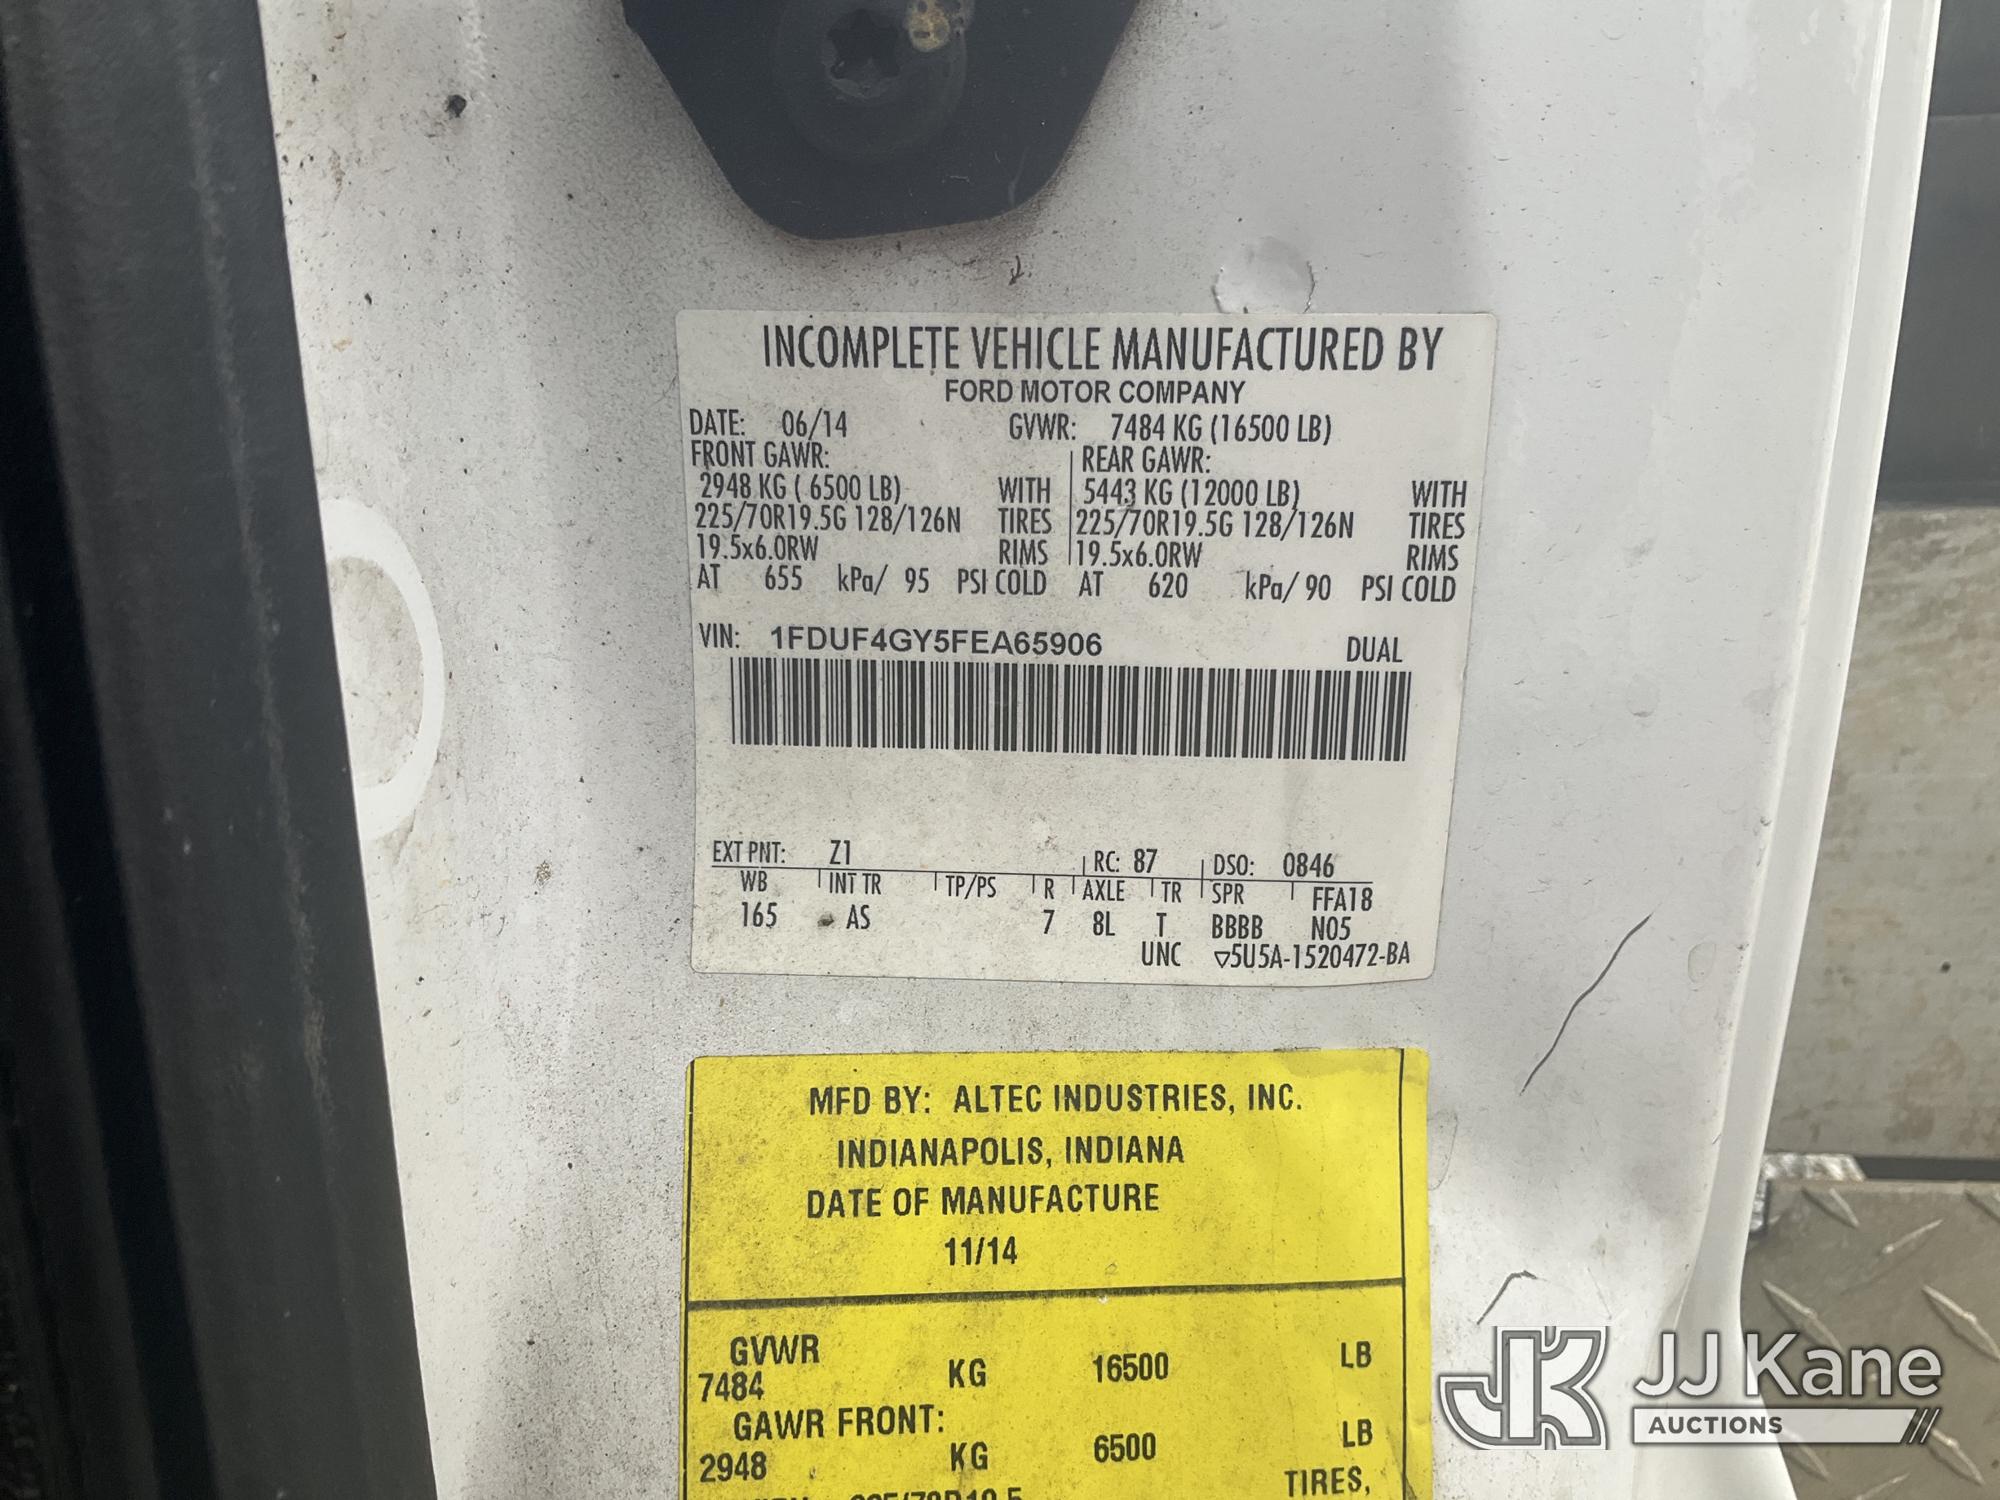 INCOMPLETE VEHICLE MANUFACTURED BY
FORD MOTOR COMPANY
DATE: 06/14 GVWR: 7484 KG (16500 LB)
FRONT GAWR: REAR GAWR:
2948 KG ( 6500 LB) WITH 5443 KG (12000 LB) WITH
225/70R19.5G 128/126N TIRES 225/70R19.5G 128/126N TIRES
19.5x6.0RW RIMS 19.5x6.0RW RIMS
AT 655 kPa/ 95 PSI COLD AT 620 kPa/ 90 PSI COLD
VIN: 1FDUF4GY5FEA65906 DUAL
EXT PNT: Z1 RC: 87 DSO: 0846
WB INT TR TP/PS R AXLE TR SPR FFA18
165 AS 7 8L T BBBB N05
UNC ▽5U5A-1520472-BA
MFD BY: ALTEC INDUSTRIES, INC.
INDIANAPOLIS, INDIANA
DATE OF MANUFACTURE
11/14
GVWR
7484 KG 16500 LB
GAWR FRONT:
2948 KG 6500 LB
TIRES,
JJ Kane
AUCTIONS